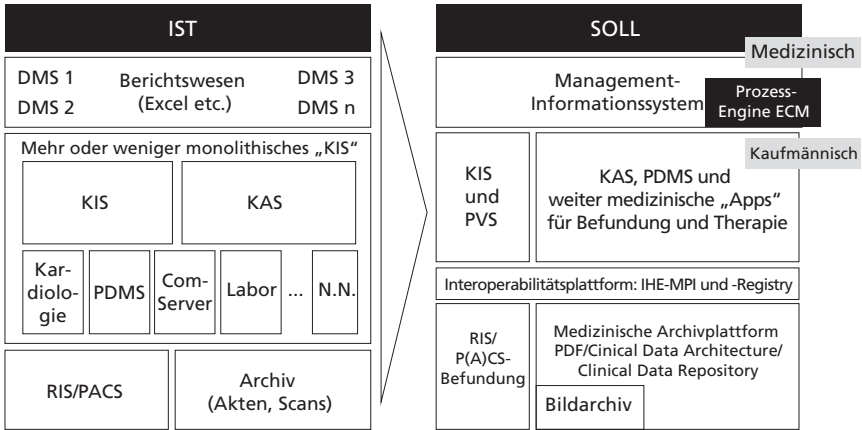 IST
DMS 1
DMS 2
Berichtswesen
(Excel etc.)
DMS 3
DMS n
Mehr oder weniger monolithisches „KIS“
KIS
KAS
Kar-
diolo-
gie
PDMS
Com-
Server
Labor
...
N.N.
RIS/PACS
Archiv
(Akten, Scans)
SOLL
Medizinisch
Management-
Informationssystem
Prozess-
Engine ECM
Kaufmännisch
KIS
und
PVS
KAS, PDMS und
weiter medizinische „Apps“
für Befundung und Therapie
Interoperabilitätsplattform: IHE-MPI und -Registry
RIS/
P(A)CS-
Befundung
Medizinische Archivplattform
PDF/Cinical Data Architecture/
Clinical Data Repository
Bildarchiv